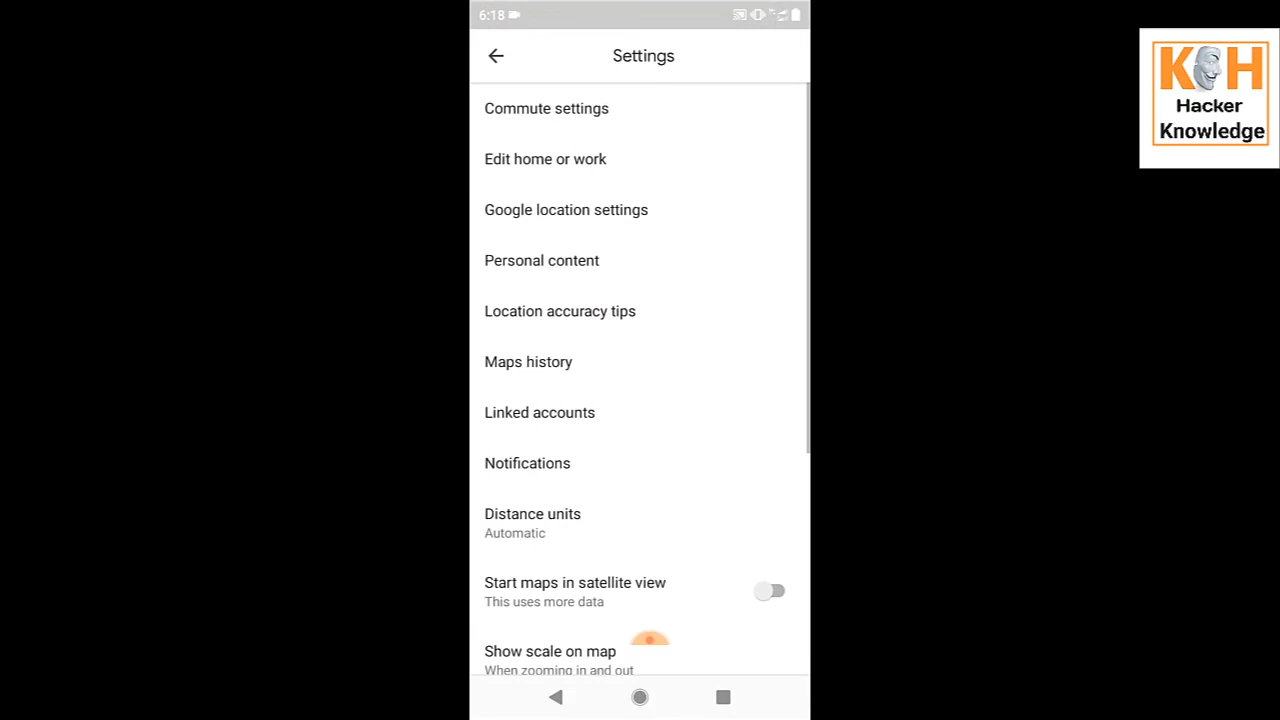 6:18
Settings
Commute settings
Edit home or work
Google location settings
Personal content
Location accuracy tips
Maps history
Linked accounts
Notifications
Distance units
Automatic
Start maps in satellite view
This uses more data
Show scale on map
When zooming in and out
K H
Hacker
Knowledge